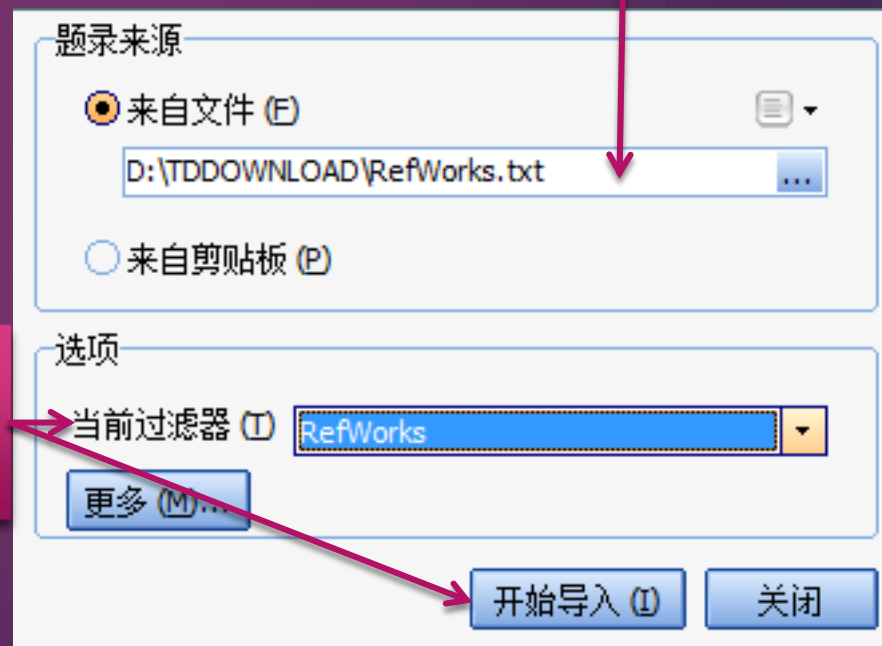 题录来源
来自文件 (F)
D:\TDDOWNLOAD\RefWorks.txt
...
来自剪贴板 (P)
选项
当前过滤器 (T) RefWorks
更多 (M)...
开始导入 (I) 关闭